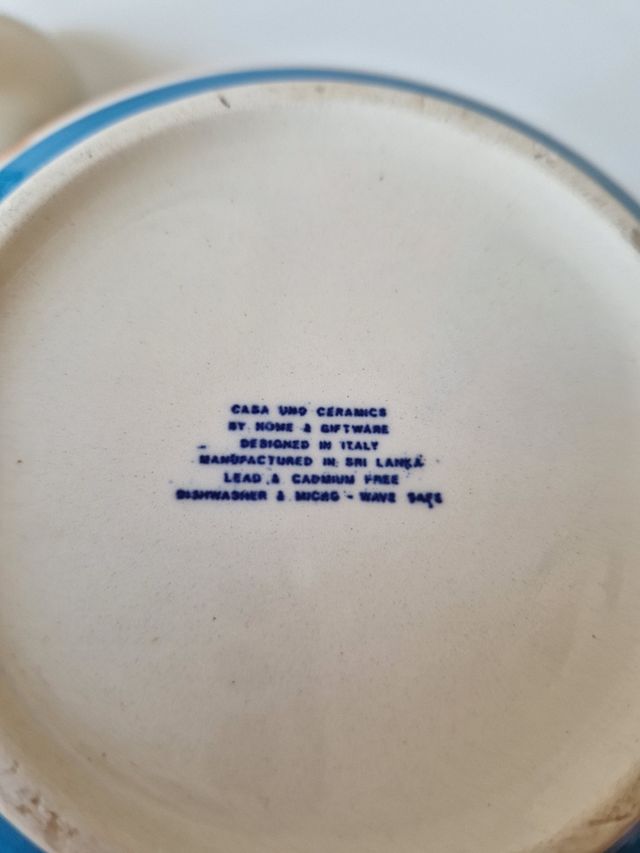 CASA UNO CERAMICS
BY HOME & GIFTWARE
DESIGNED IN ITALY
MANUFACTURED IN SRI LANKA
LEAD & CADMIUM FREE
DISHWASHER & MICRO - WAVE SAFE